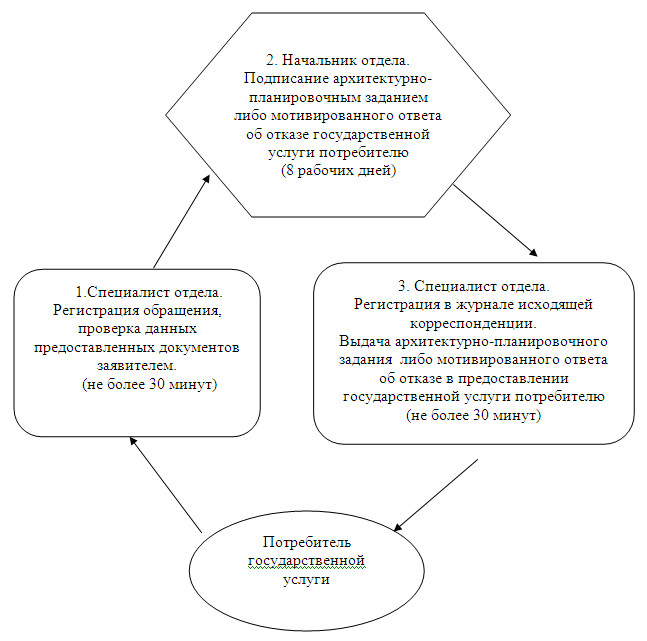 2. Начальник отдела.
Подписание архитектурно-
планировочным заданием
либо мотивированного ответа
об отказе государственной
услуги потребителю
(8 рабочих дней)
1.Специалист отдела.
Регистрация обращения,
проверка данных
предоставленных документов
заявителем.
(не более 30 минут)
3. Специалист отдела.
Регистрация в журнале исходящей
корреспонденции.
Выдача архитектурно-планировочного
задания либо мотивированного ответа
об отказе в предоставлении
государственной услуги потребителю
(не более 30 минут)
Потребитель
государственной
услуги